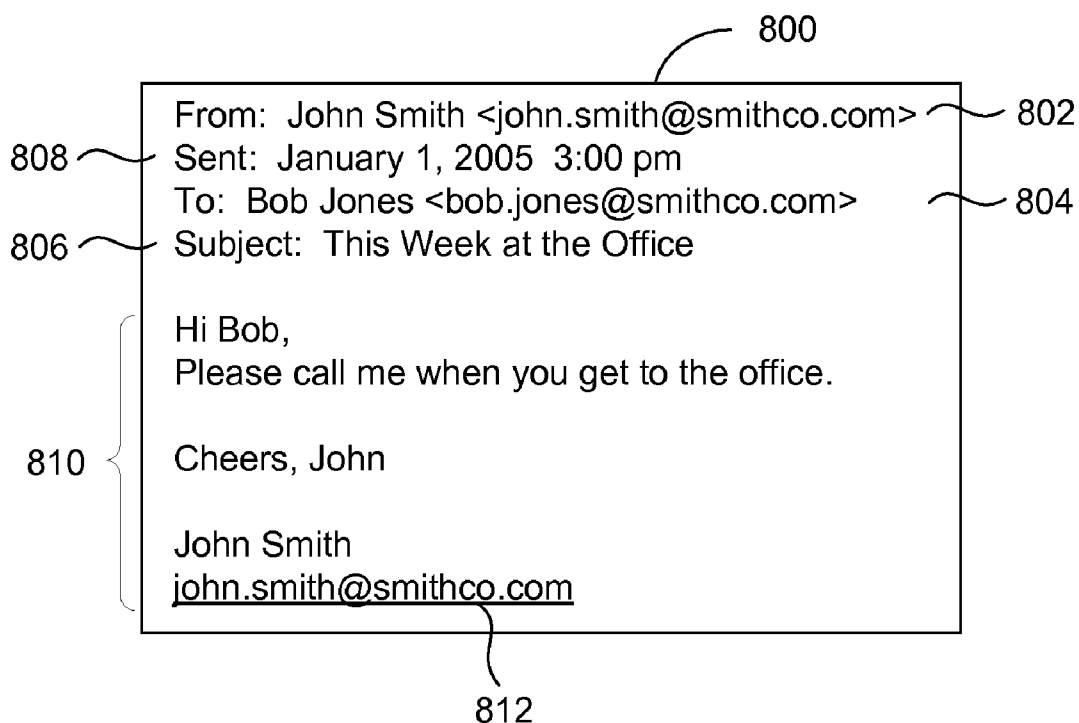 800
From: John Smith <john.smith@smithco.com> 802
808 Sent: January 1, 2005 3:00 pm
To: Bob Jones <bob.jones@smithco.com> 804
806 Subject: This Week at the Office
Hi Bob,
Please call me when you get to the office.
810 Cheers, John
John Smith
john.smith@smithco.com
812